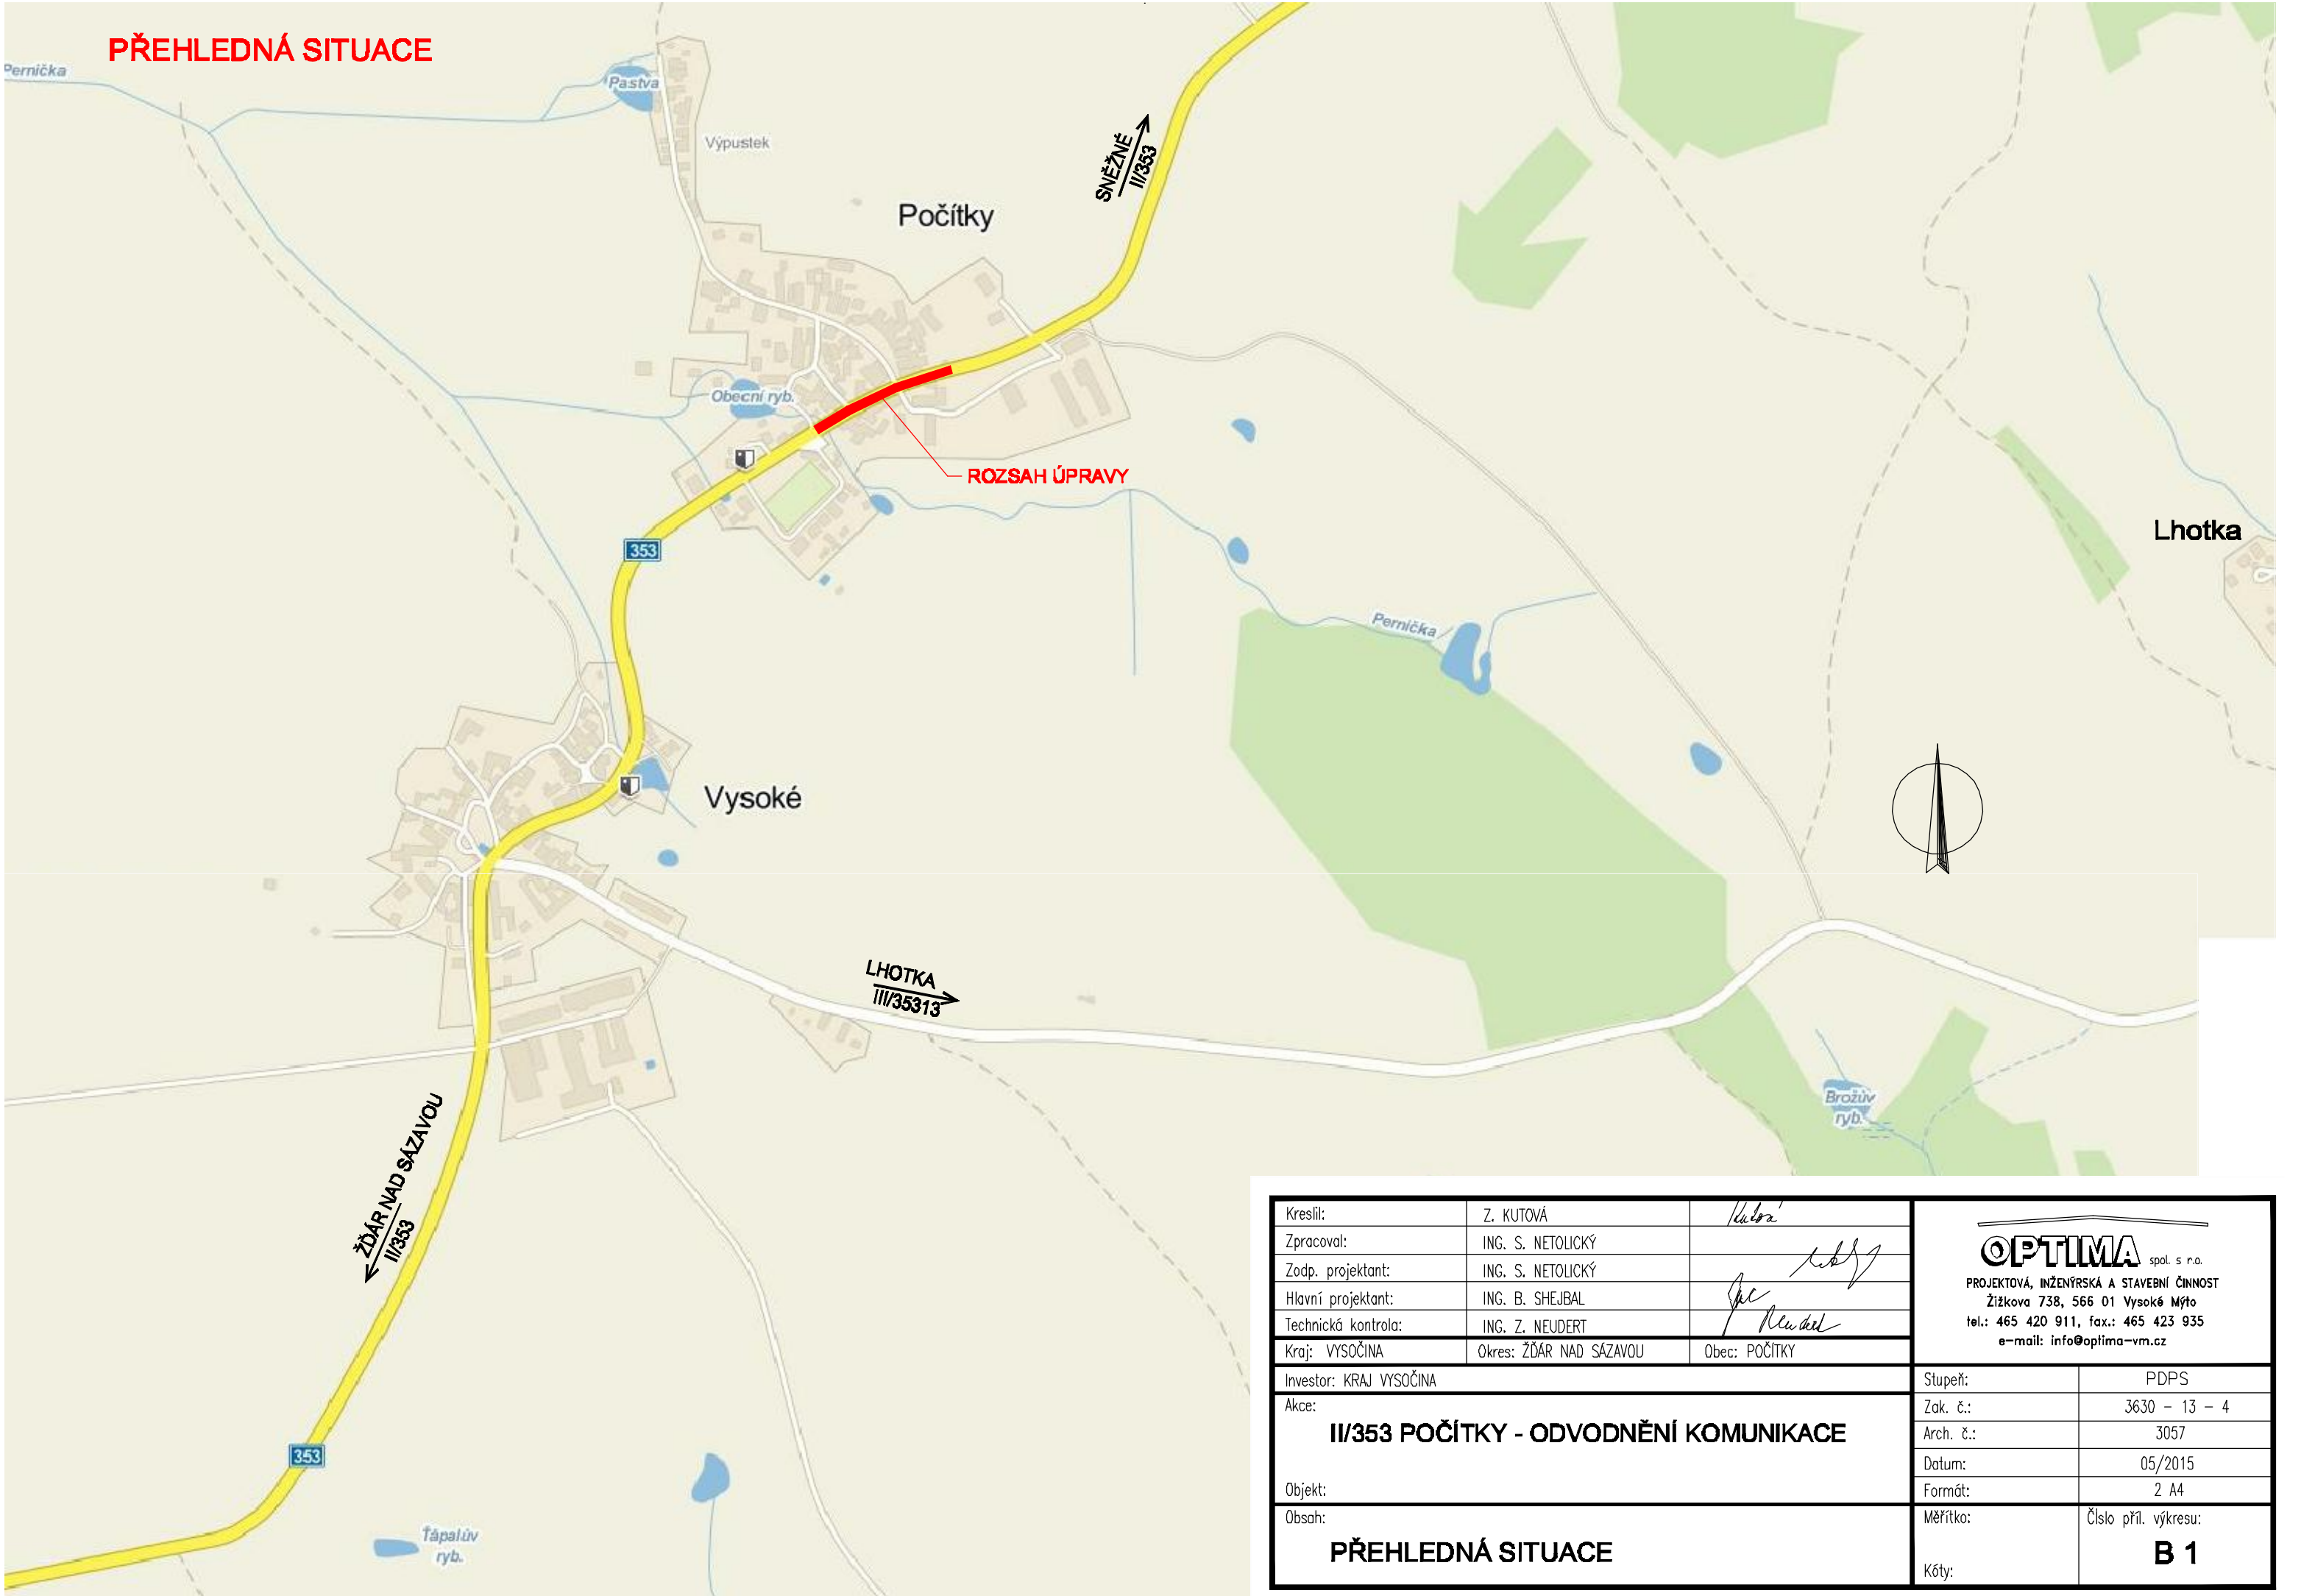 PŘEHLEDNÁ SITUACE
Pernička
Pastva
Výpustek
Počítky
SNĚŽNÉ
II/353
Obecní ryb.
ROZSAH ÚPRAVY
353
Lhotka
Pernička
Vysoké
LHOTKA
III/35313
Brožův
ryb.
ŽĎÁR NAD SÁZAVOU
II/353
353
Ťápalův
ryb.
Kreslil: Z. KUTOVÁ Kutová
Zpracoval: ING. S. NETOLICKÝ
Zodp. projektant: ING. S. NETOLICKÝ
Hlavní projektant: ING. B. SHEJBAL
Technická kontrola: ING. Z. NEUDERT Neudert
Kraj: VYSOČINA Okres: ŽĎÁR NAD SÁZAVOU Obec: POČÍTKY
Investor: KRAJ VYSOČINA
Akce:
II/353 POČÍTKY - ODVODNĚNÍ KOMUNIKACE
Objekt:
Obsah:
PŘEHLEDNÁ SITUACE
OPTIMA spol. s r.o.
PROJEKTOVÁ, INŽENÝRSKÁ A STAVEBNÍ ČINNOST
Žižkova 738, 566 01 Vysoké Mýto
tel.: 465 420 911, fax.: 465 423 935
e-mail: info@optima-vm.cz
Stupeň: PDPS
Zak. č.: 3630 - 13 - 4
Arch. č.: 3057
Datum: 05/2015
Formát: 2 A4
Měřítko: Číslo příl. výkresu:
B 1
Kóty: